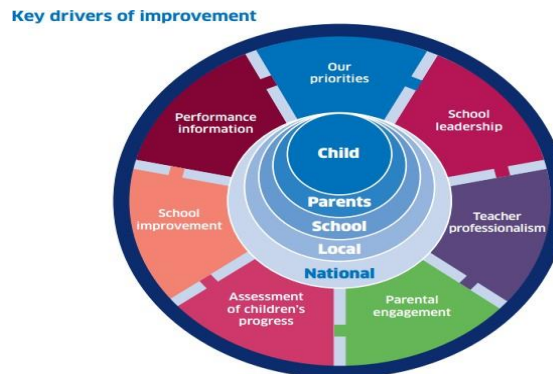 Key drivers of improvement
Our
priorities
School
leadership
Teacher
professionalism
Parental
engagement
Assessment
of children's
progress
School
improvement
Performance
information
Child
Parents
School
Local
National